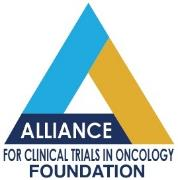 ALLIANCE
FOR CLINICAL TRIALS IN ONCOLOGY
FOUNDATION